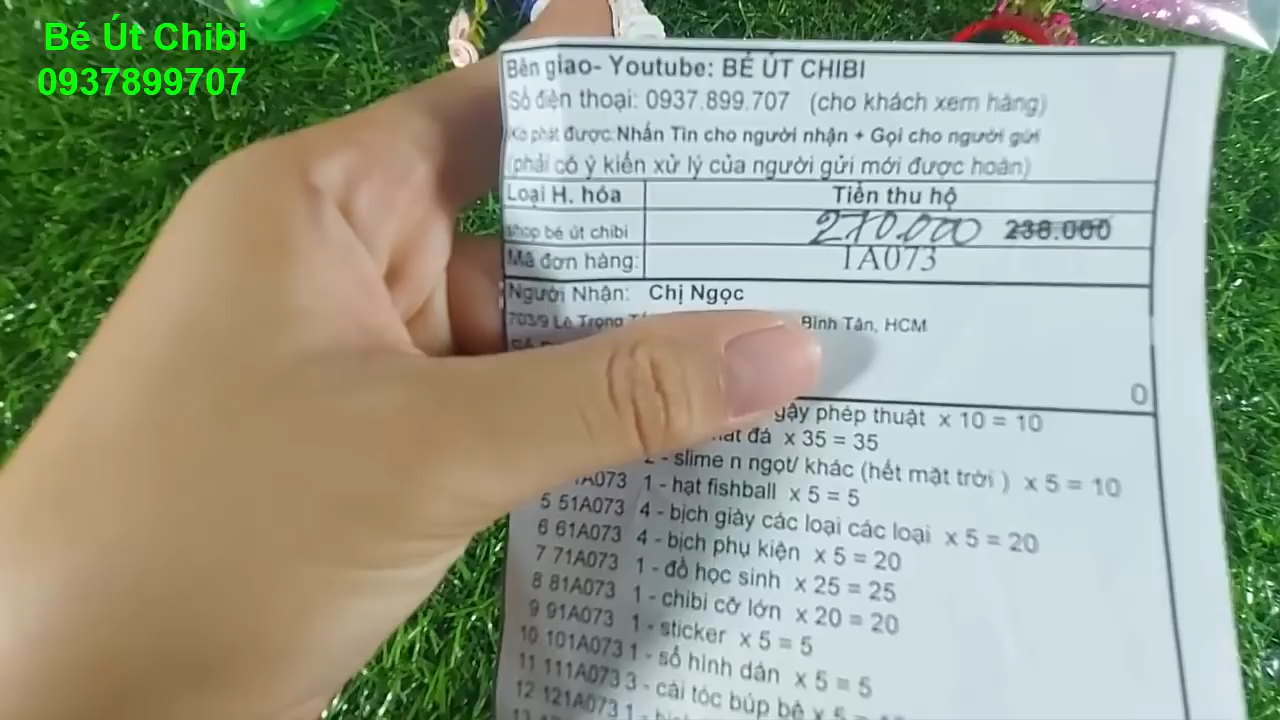 Bé Út Chibi
0937899707
Bên giao- Youtube: BÉ ÚT CHIBI
Số điện thoại: 0937.899.707 (cho khách xem hàng)
Ko phát được:Nhắn Tin cho người nhận + Gọi cho người gửi
(phải có ý kiến xử lý của người gửi mới được hoàn)
Loại H. hóa Tiền thu hộ
shop bé út chibi 270.000 238.000
Mã đơn hàng: 1A073
Người Nhận: Chị Ngọc
703/9 Lê Trọng Bình Tân, HCM
0
gậy phép thuật x 10 = 10
đá x 35 = 35
2 - slime n ngọt/ khác (hết mặt trời ) x 5 = 10
1 - hạt fishball x 5 = 5
5 51A073 4 - bịch giày các loại các loại x 5 = 20
6 61A073 4 - bịch phụ kiện x 5 = 20
7 71A073 1 - đồ học sinh x 25 = 25
8 81A073 1 - chibi cỡ lớn x 20 = 20
9 91A073 1 - sticker x 5 = 5
10 101A073 1 - sổ hình dán x 5 = 5
11 111A073 3 - cài tóc búp bê x 5
12 121A073 1